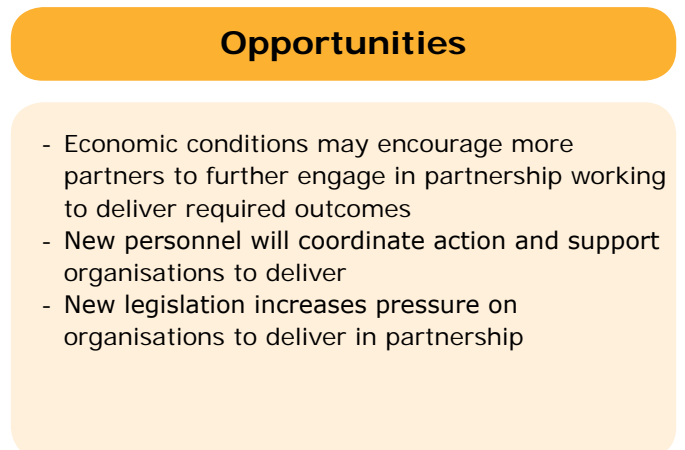 Opportunities
- Economic conditions may encourage more
partners to further engage in partnership working
to deliver required outcomes
- New personnel will coordinate action and support
organisations to deliver
- New legislation increases pressure on
organisations to deliver in partnership